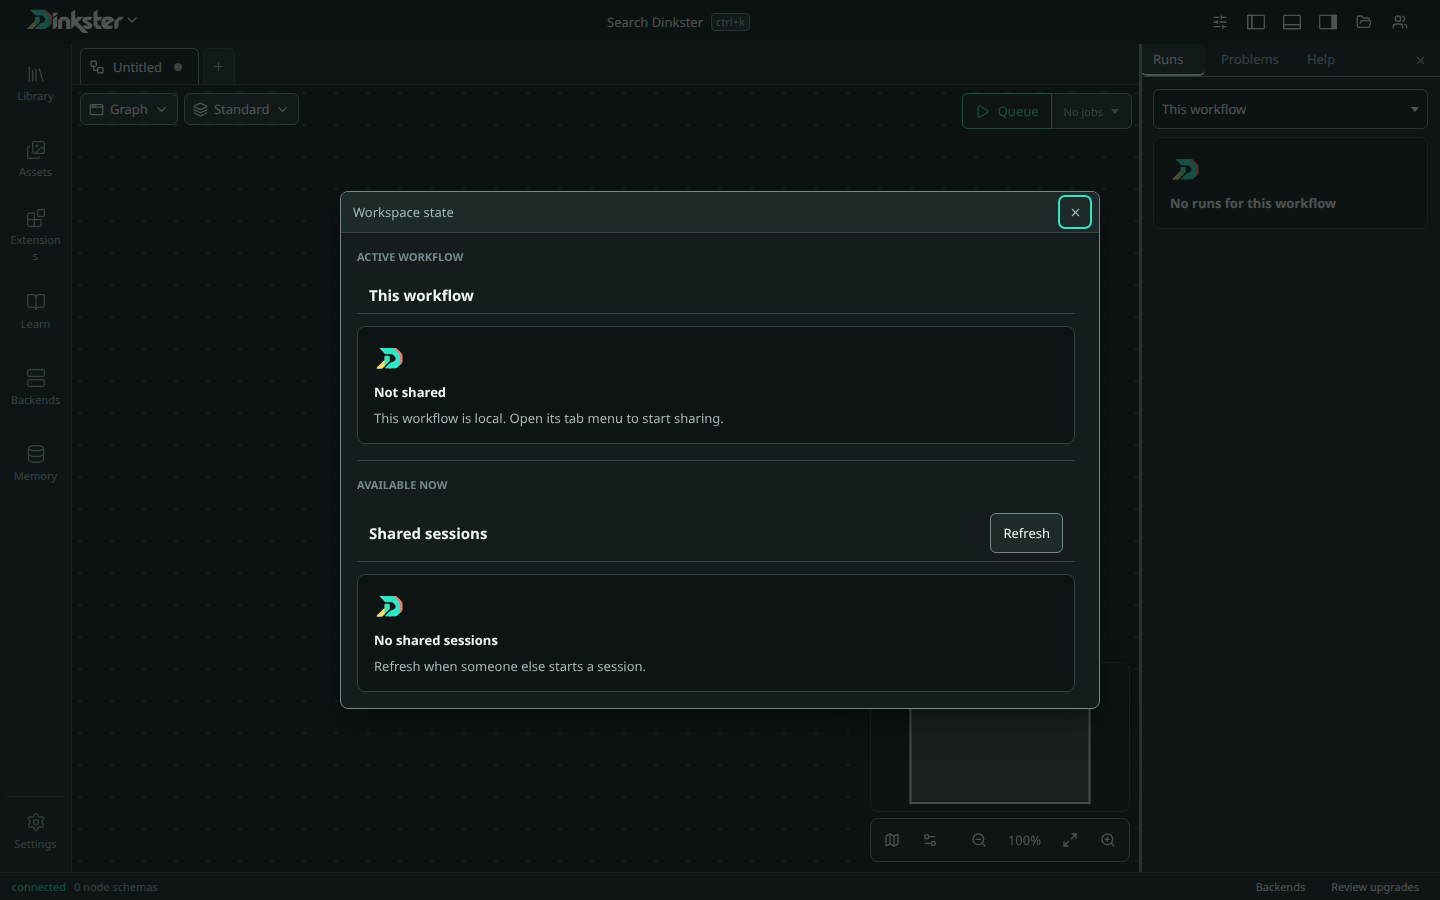 Dinkster
Search Dinkster ctrl+k
Library
Assets
Extension
s
Learn
Backends
Memory
Settings
Untitled
+
Graph
Standard
Queue
No jobs
Runs
Problems
Help
This workflow
No runs for this workflow
Workspace state
ACTIVE WORKFLOW
This workflow
Not shared
This workflow is local. Open its tab menu to start sharing.
AVAILABLE NOW
Shared sessions
Refresh
No shared sessions
Refresh when someone else starts a session.
100%
connected 0 node schemas
Backends
Review upgrades